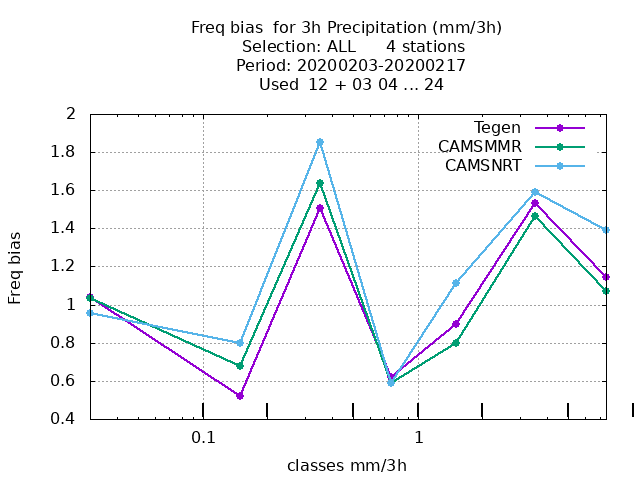 Freq bias  for 3h Precipitation (mm/3h)
Selection: ALL      4 stations
Period: 20200203-20200217
Used  12 + 03 04 ... 24
Tegen
CAMSMMR
CAMSNRT
2
1.8
1.6
1.4
1.2
1
0.8
0.6
0.4
Freq bias
0.1
1
classes mm/3h